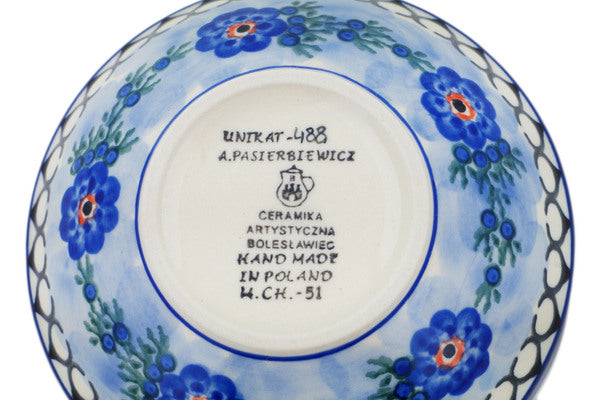 UNIKAT-488
A.PASIERBIEWICZ
CERAMIKA
ARTYSTYCZNA
BOLESŁAWIEC
HAND MADE
IN POLAND
W.CH.-51